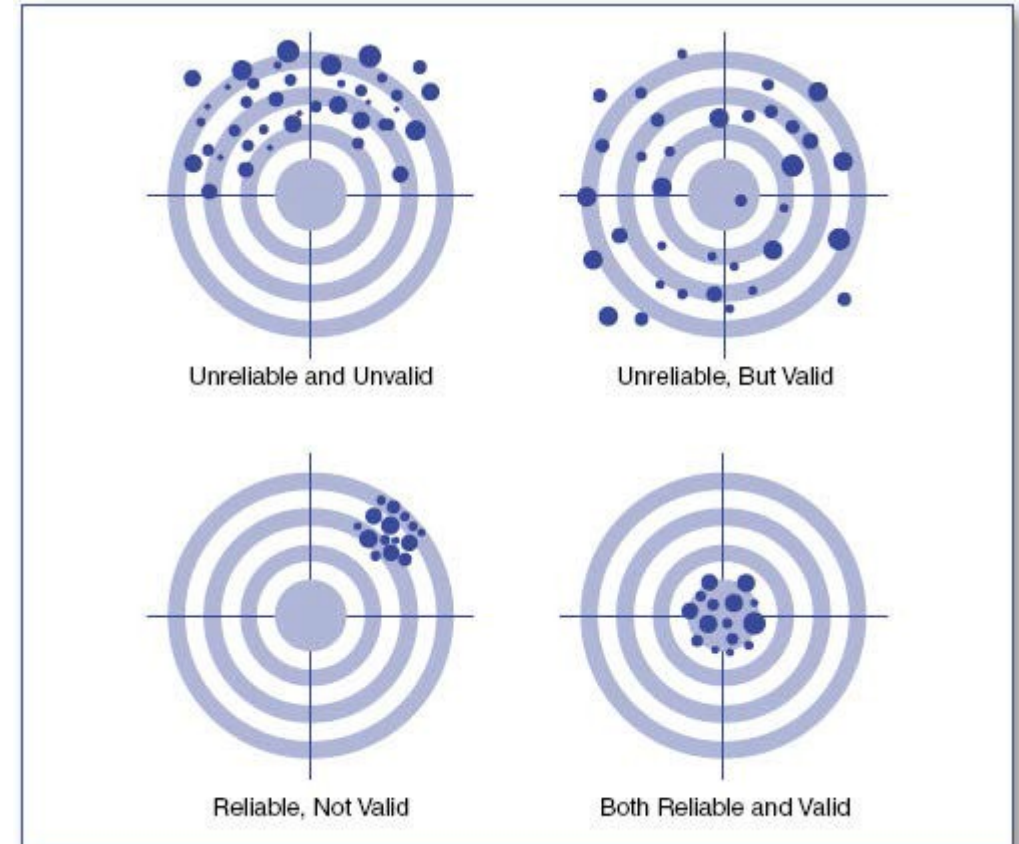 Unreliable and Unvalid
Unreliable, But Valid
Reliable, Not Valid
Both Reliable and Valid